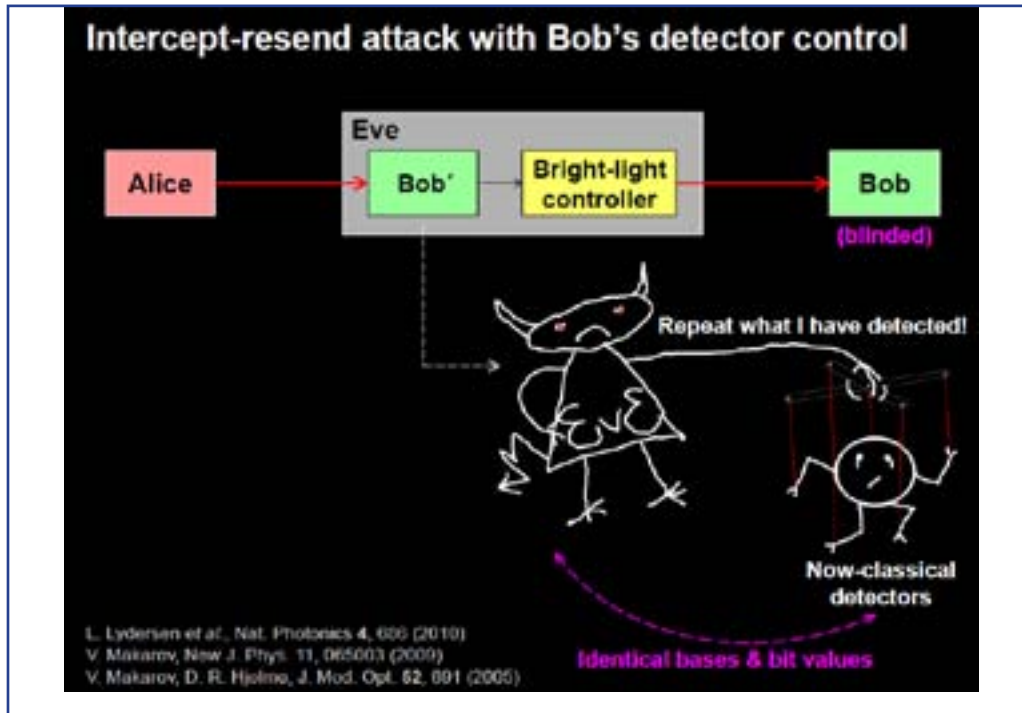 Intercept-resend attack with Bob's detector control
Eve
Alice
Bob´
Bright-light
controller
Bob
(blinded)
Repeat what I have detected!
EVE
Now-classical
detectors
Identical bases & bit values
L. Lydersen et al., Nat. Photonics 4, 686 (2010)
V. Makarov, New J. Phys. 11, 065003 (2009)
V. Makarov, D. R. Hjelme, J. Mod. Opt. 52, 691 (2005)